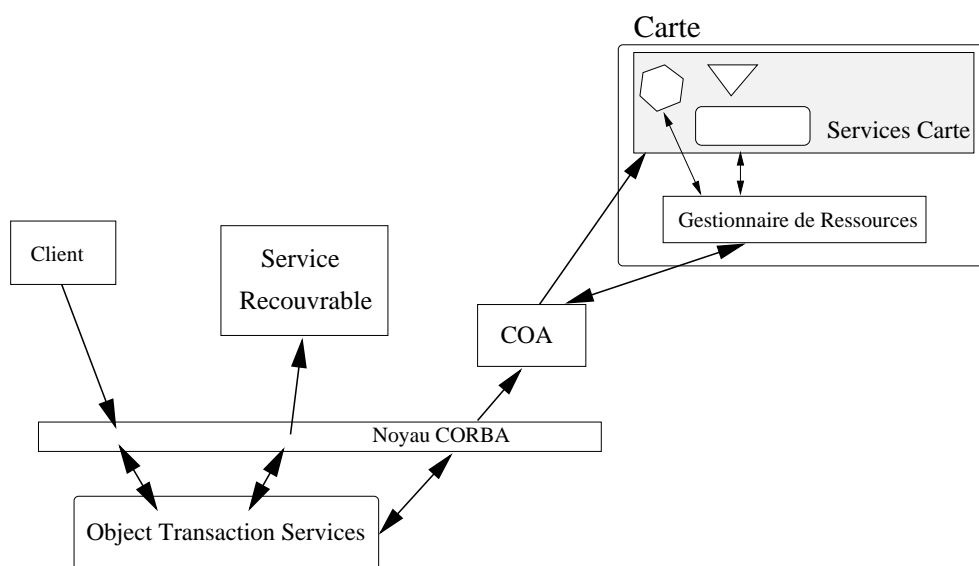 Carte
Services Carte
Gestionnaire de Ressources
Client
Service
Recouvrable
COA
Noyau CORBA
Object Transaction Services